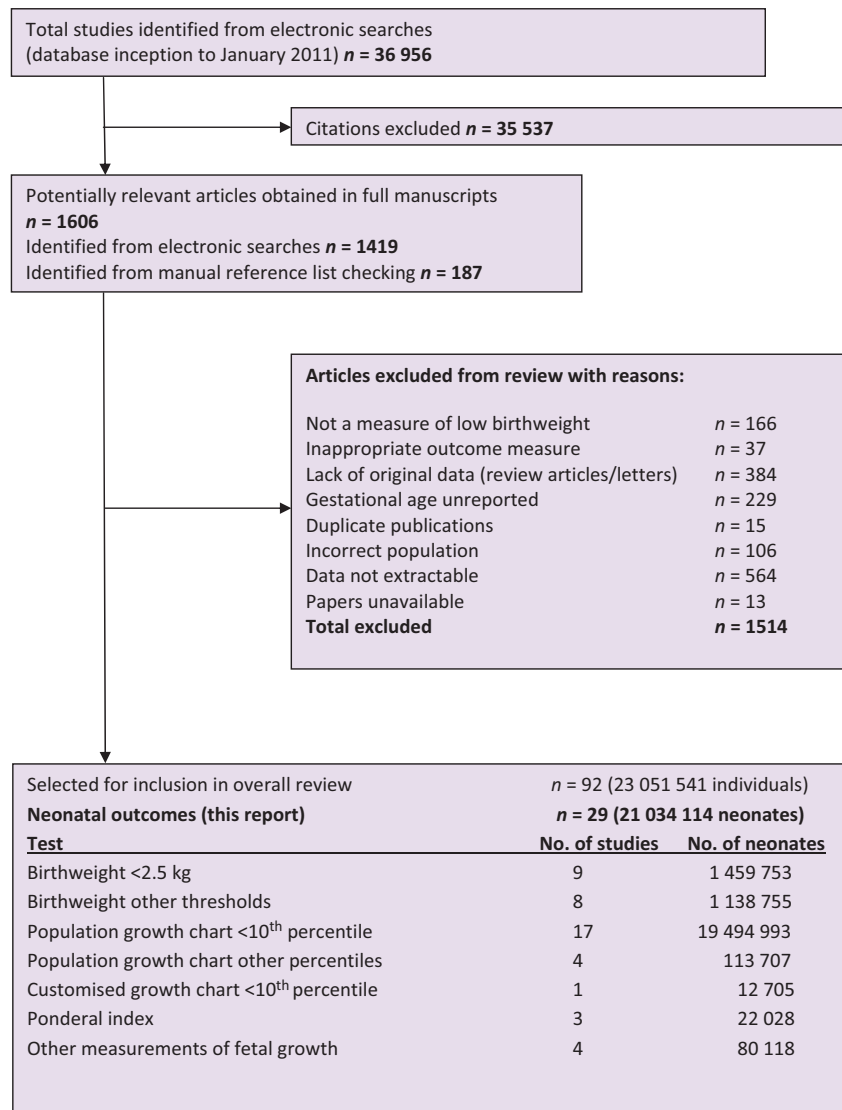 Total studies identified from electronic searches
(database inception to January 2011) n = 36 956
Citations excluded n = 35 537
Potentially relevant articles obtained in full manuscripts
n = 1606
Identified from electronic searches n = 1419
Identified from manual reference list checking n = 187
Articles excluded from review with reasons:
Not a measure of low birthweight n = 166
Inappropriate outcome measure n = 37
Lack of original data (review articles/letters) n = 384
Gestational age unreported n = 229
Duplicate publications n = 15
Incorrect population n = 106
Data not extractable n = 564
Papers unavailable n = 13
Total excluded n = 1514
Selected for inclusion in overall review n = 92 (23 051 541 individuals)
Neonatal outcomes (this report) n = 29 (21 034 114 neonates)
Test No. of studies No. of neonates
Birthweight <2.5 kg 9 1 459 753
Birthweight other thresholds 8 1 138 755
Population growth chart <10th percentile 17 19 494 993
Population growth chart other percentiles 4 113 707
Customised growth chart <10th percentile 1 12 705
Ponderal index 3 22 028
Other measurements of fetal growth 4 80 118